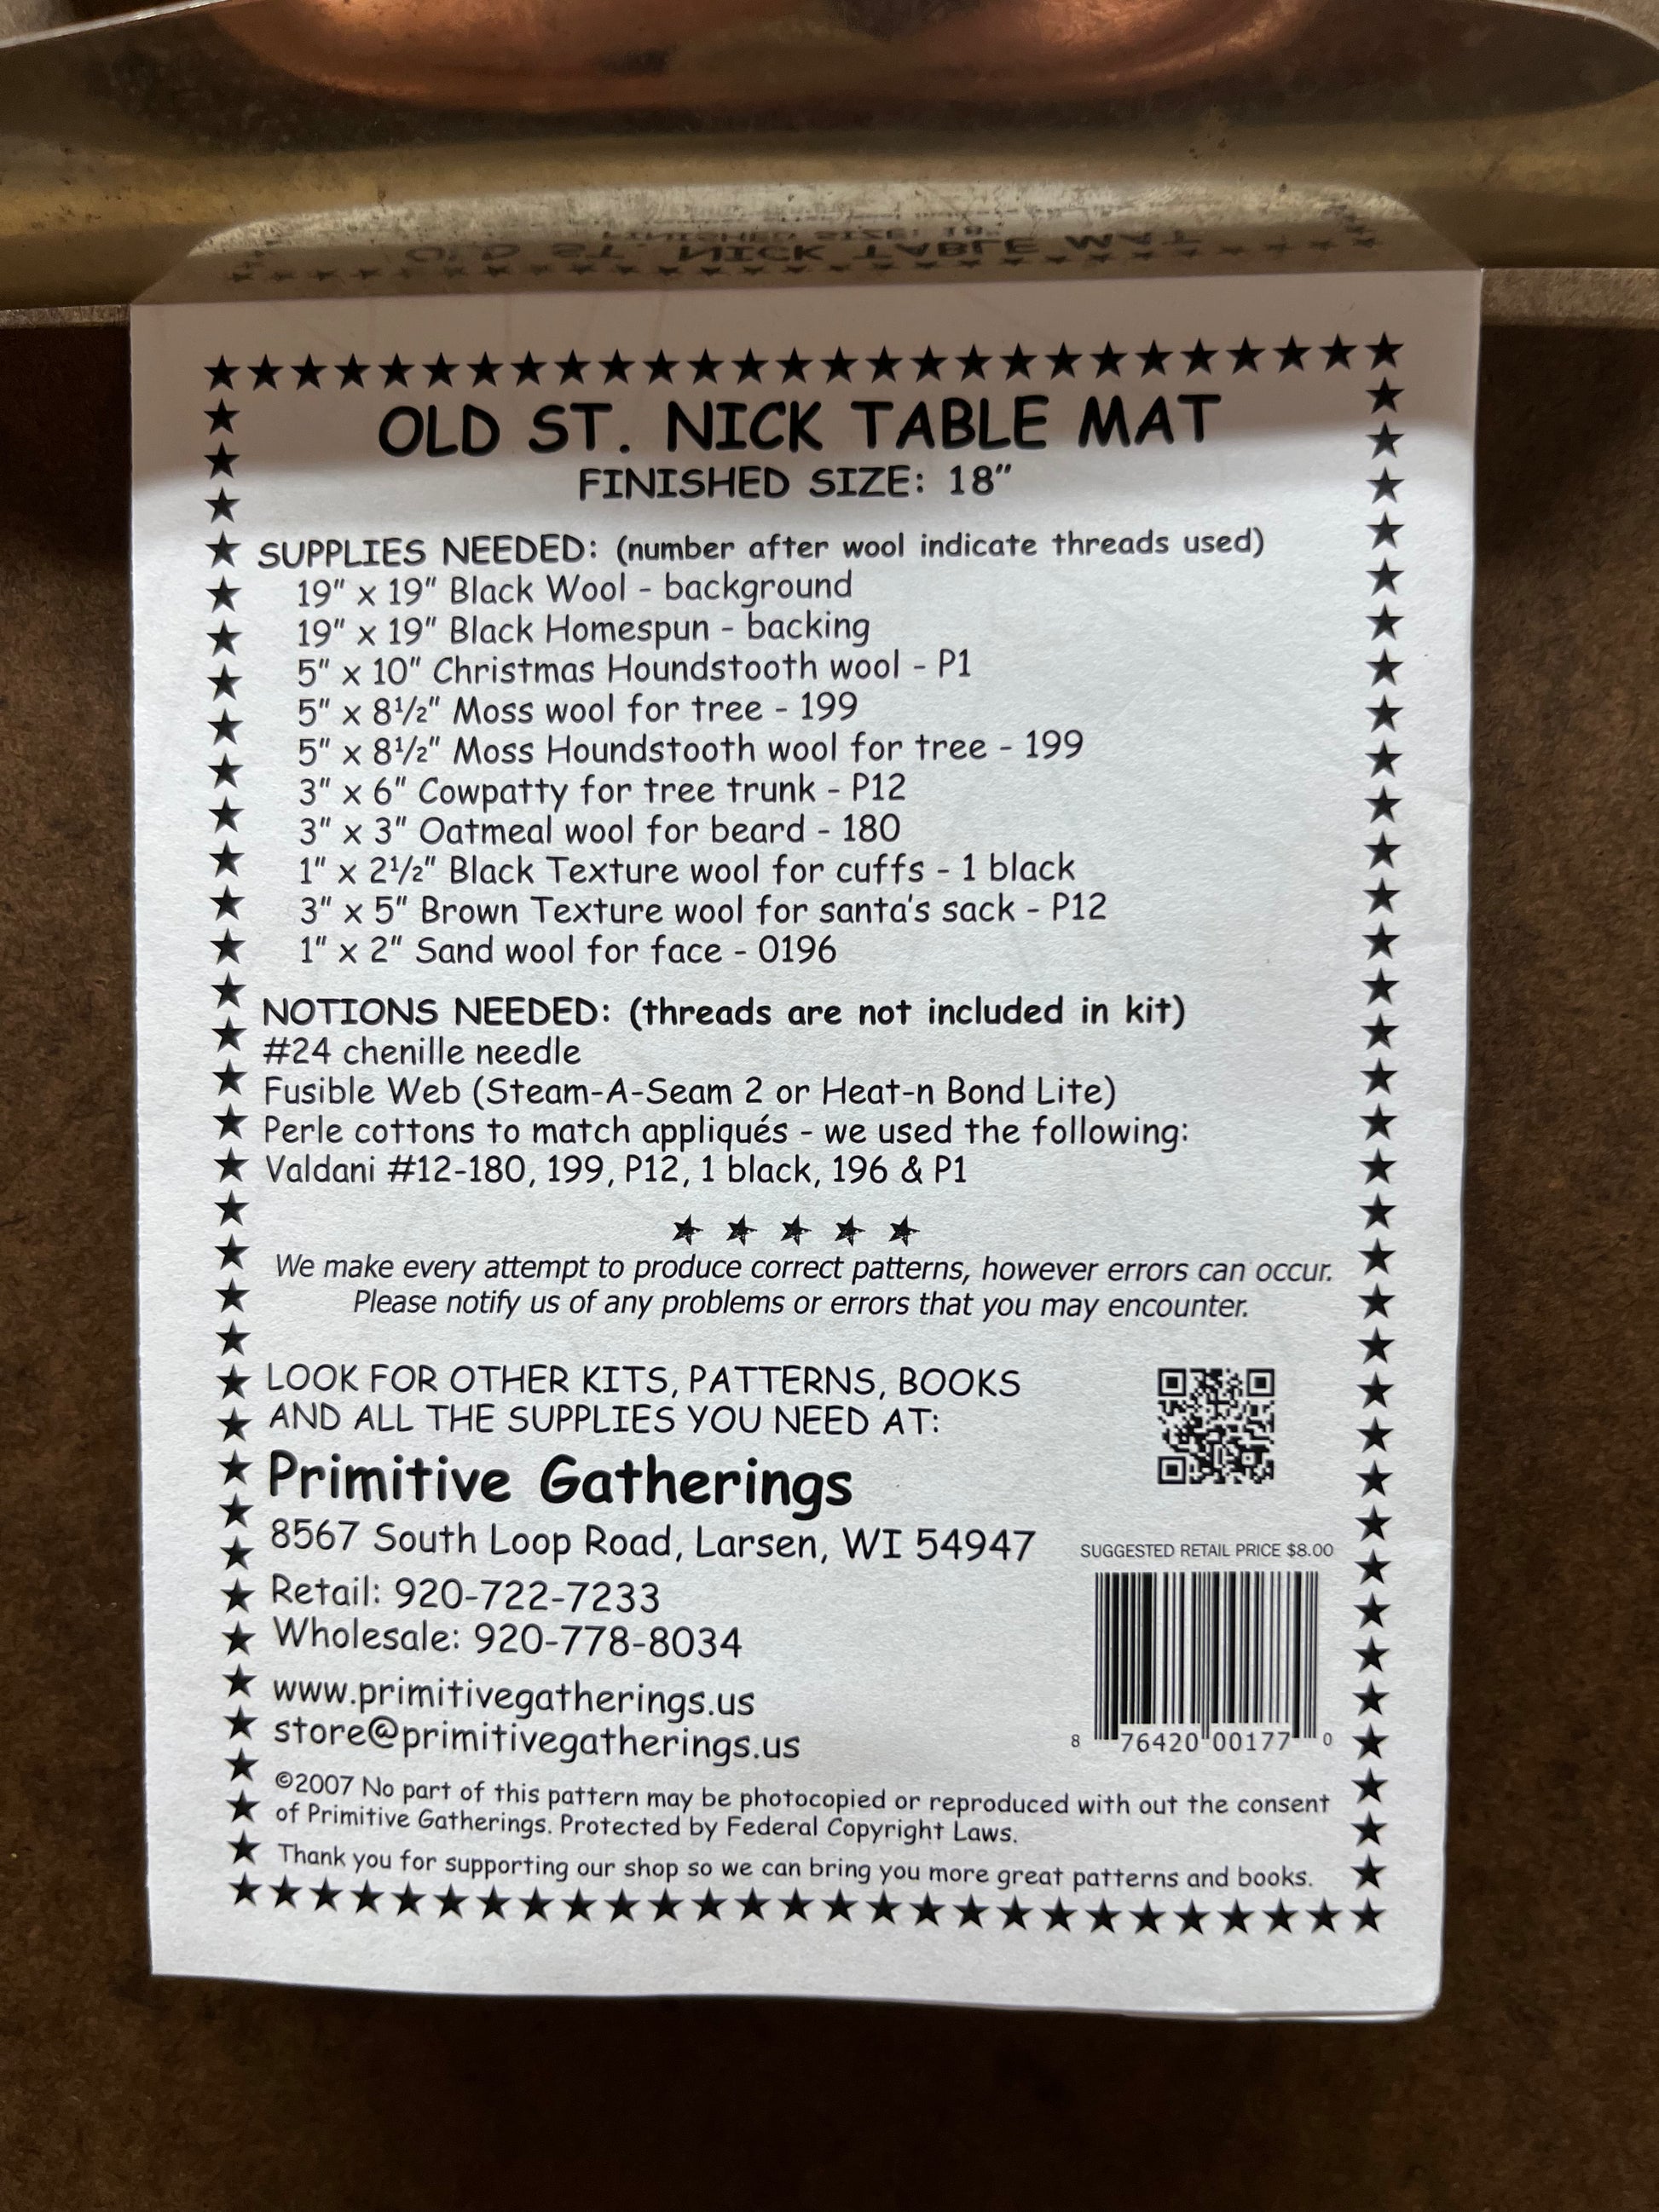 OLD ST. NICK TABLE MAT
FINISHED SIZE: 18"
SUPPLIES NEEDED: (number after wool indicate threads used)
19" x 19" Black Wool - background
19" x 19" Black Homespun - backing
5" x 10" Christmas Houndstooth wool - P1
5" x 8½" Moss wool for tree - 199
5" x 8½" Moss Houndstooth wool for tree - 199
3" x 6" Cowpatty for tree trunk - P12
3" x 3" Oatmeal wool for beard - 180
1" x 2½" Black Texture wool for cuffs - 1 black
3" x 5" Brown Texture wool for santa's sack - P12
1" x 2" Sand wool for face - 0196
NOTIONS NEEDED: (threads are not included in kit)
#24 chenille needle
Fusible Web (Steam-A-Seam 2 or Heat-n Bond Lite)
Perle cottons to match appliqués - we used the following:
Valdani #12-180, 199, P12, 1 black, 196 & P1
We make every attempt to produce correct patterns, however errors can occur.
Please notify us of any problems or errors that you may encounter.
LOOK FOR OTHER KITS, PATTERNS, BOOKS
AND ALL THE SUPPLIES YOU NEED AT:
Primitive Gatherings
8567 South Loop Road, Larsen, WI 54947
Retail: 920-722-7233
Wholesale: 920-778-8034
www.primitivegatherings.us
store@primitivegatherings.us
SUGGESTED RETAIL PRICE $8.00
8 76420 00177 0
©2007 No part of this pattern may be photocopied or reproduced with out the consent
of Primitive Gatherings. Protected by Federal Copyright Laws.
Thank you for supporting our shop so we can bring you more great patterns and books.